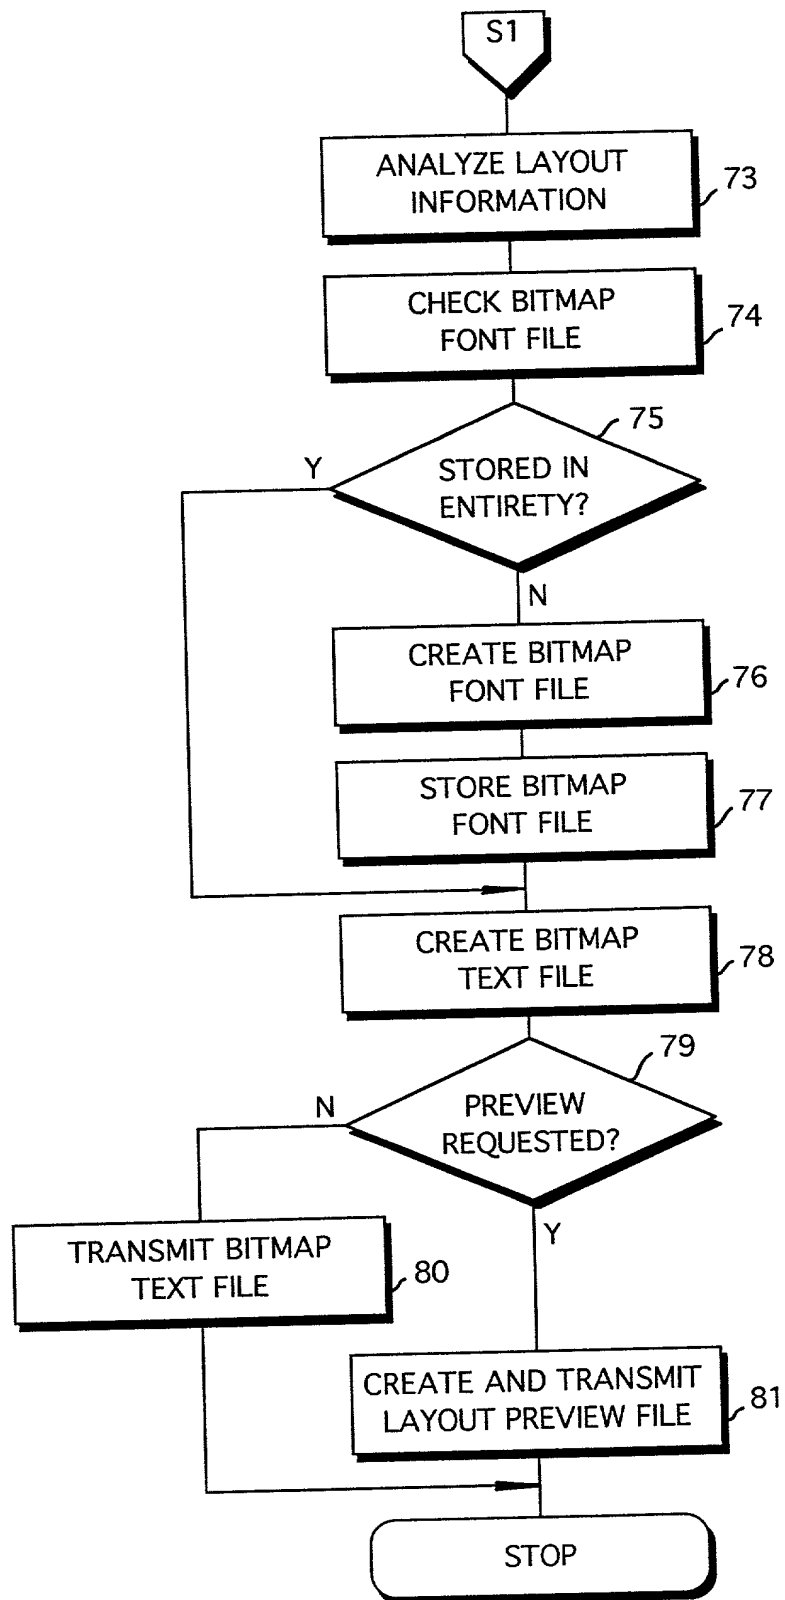 S1
ANALYZE LAYOUT
INFORMATION
73
CHECK BITMAP
FONT FILE
74
75
Y
STORED IN
ENTIRETY?
N
CREATE BITMAP
FONT FILE
76
STORE BITMAP
FONT FILE
77
CREATE BITMAP
TEXT FILE
78
79
N
PREVIEW
REQUESTED?
Y
TRANSMIT BITMAP
TEXT FILE
80
CREATE AND TRANSMIT
LAYOUT PREVIEW FILE
81
STOP